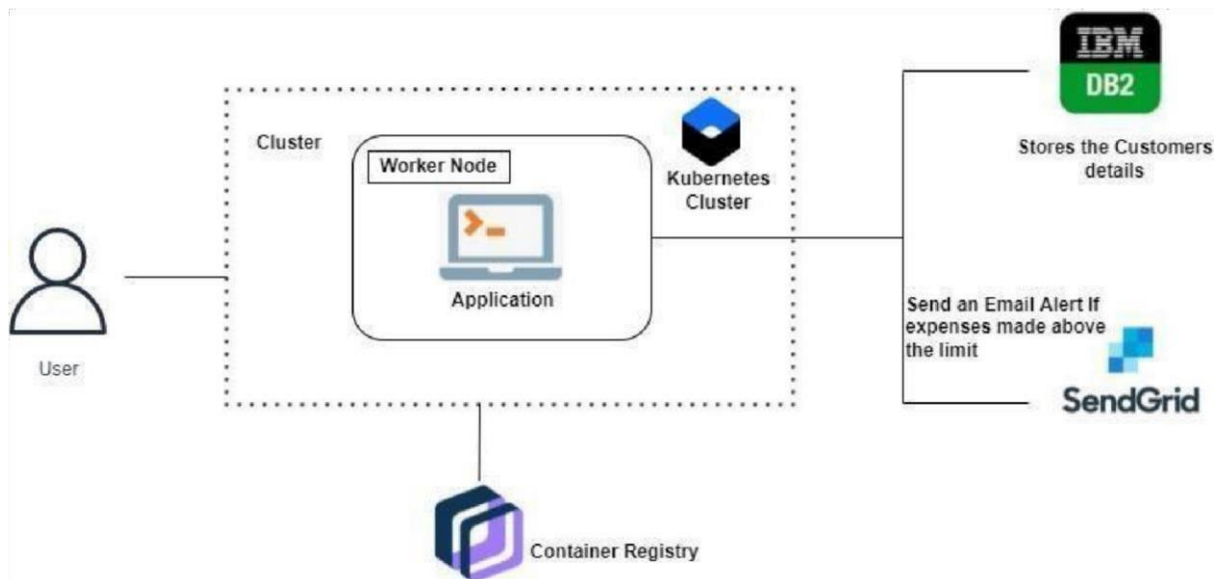 IBM
DB2
Stores the Customers
details
Cluster
Worker Node
Kubernetes
Cluster
Application
User
Send an Email Alert If
expenses made above
the limit
SendGrid
Container Registry